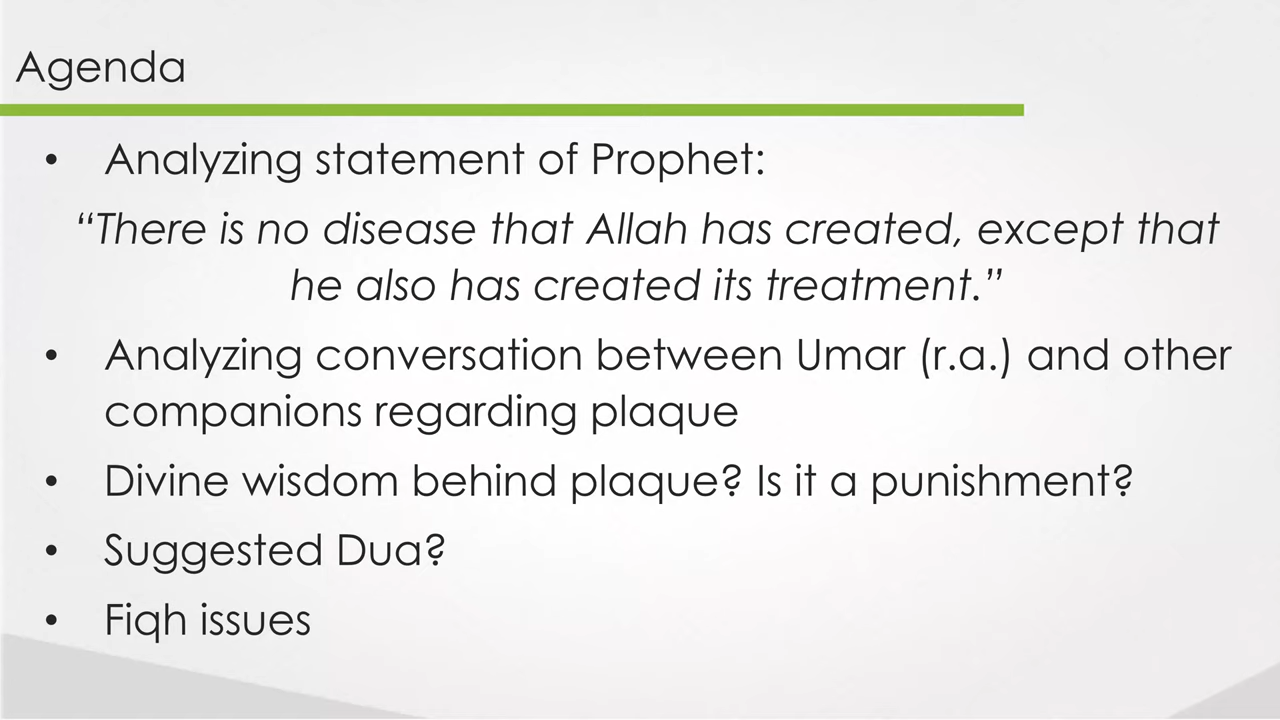 Agenda
• Analyzing statement of Prophet:
“There is no disease that Allah has created, except that
he also has created its treatment.”
• Analyzing conversation between Umar (r.a.) and other
companions regarding plaque
• Divine wisdom behind plaque? Is it a punishment?
• Suggested Dua?
• Fiqh issues